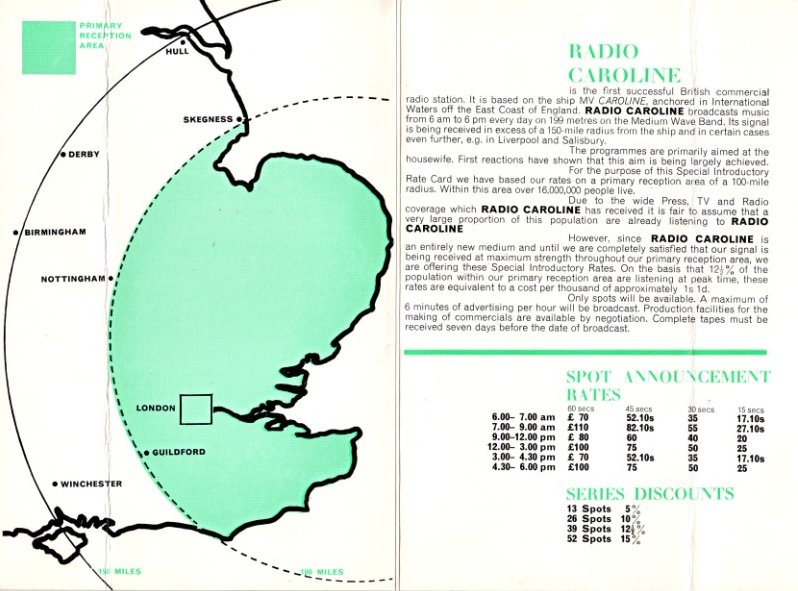 PRIMARY
RECEPTION
AREA
HULL
SKEGNESS
DERBY
BIRMINGHAM
NOTTINGHAM
LONDON
GUILDFORD
WINCHESTER
150 MILES
100 MILES
RADIO
CAROLINE
is the first successful British commercial
radio station. It is based on the ship MV CAROLINE, anchored in International
Waters off the East Coast of England. RADIO CAROLINE broadcasts music
from 6 am to 6 pm every day on 199 metres on the Medium Wave Band. Its signal
is being received in excess of a 150-mile radius from the ship and in certain cases
even further, e.g. in Liverpool and Salisbury.
The programmes are primarily aimed at the
housewife. First reactions have shown that this aim is being largely achieved.
For the purpose of this Special Introductory
Rate Card we have based our rates on a primary reception area of a 100-mile
radius. Within this area over 16,000,000 people live.
Due to the wide Press, TV and Radio
coverage which RADIO CAROLINE has received it is fair to assume that a
very large proportion of this population are already listening to RADIO
CAROLINE
However, since RADIO CAROLINE is
an entirely new medium and until we are completely satisfied that our signal is
being received at maximum strength throughout our primary reception area, we
are offering these Special Introductory Rates. On the basis that 12½% of the
population within our primary reception area are listening at peak time, these
rates are equivalent to a cost per thousand of approximately 1s 1d.
Only spots will be available. A maximum of
6 minutes of advertising per hour will be broadcast. Production facilities for the
making of commercials are available by negotiation. Complete tapes must be
received seven days before the date of broadcast.
SPOT ANNOUNCEMENT
RATES
60 secs 45 secs 30 secs 15 secs
6.00– 7.00 am £ 70 52.10s 35 17.10s
7.00– 9.00 am £110 82.10s 55 27.10s
9.00–12.00 pm £ 80 60 40 20
12.00– 3.00 pm £100 75 50 25
3.00– 4.30 pm £ 70 52.10s 35 17.10s
4.30– 6.00 pm £100 75 50 25
SERIES DISCOUNTS
13 Spots 5%
26 Spots 10%
39 Spots 12½%
52 Spots 15%